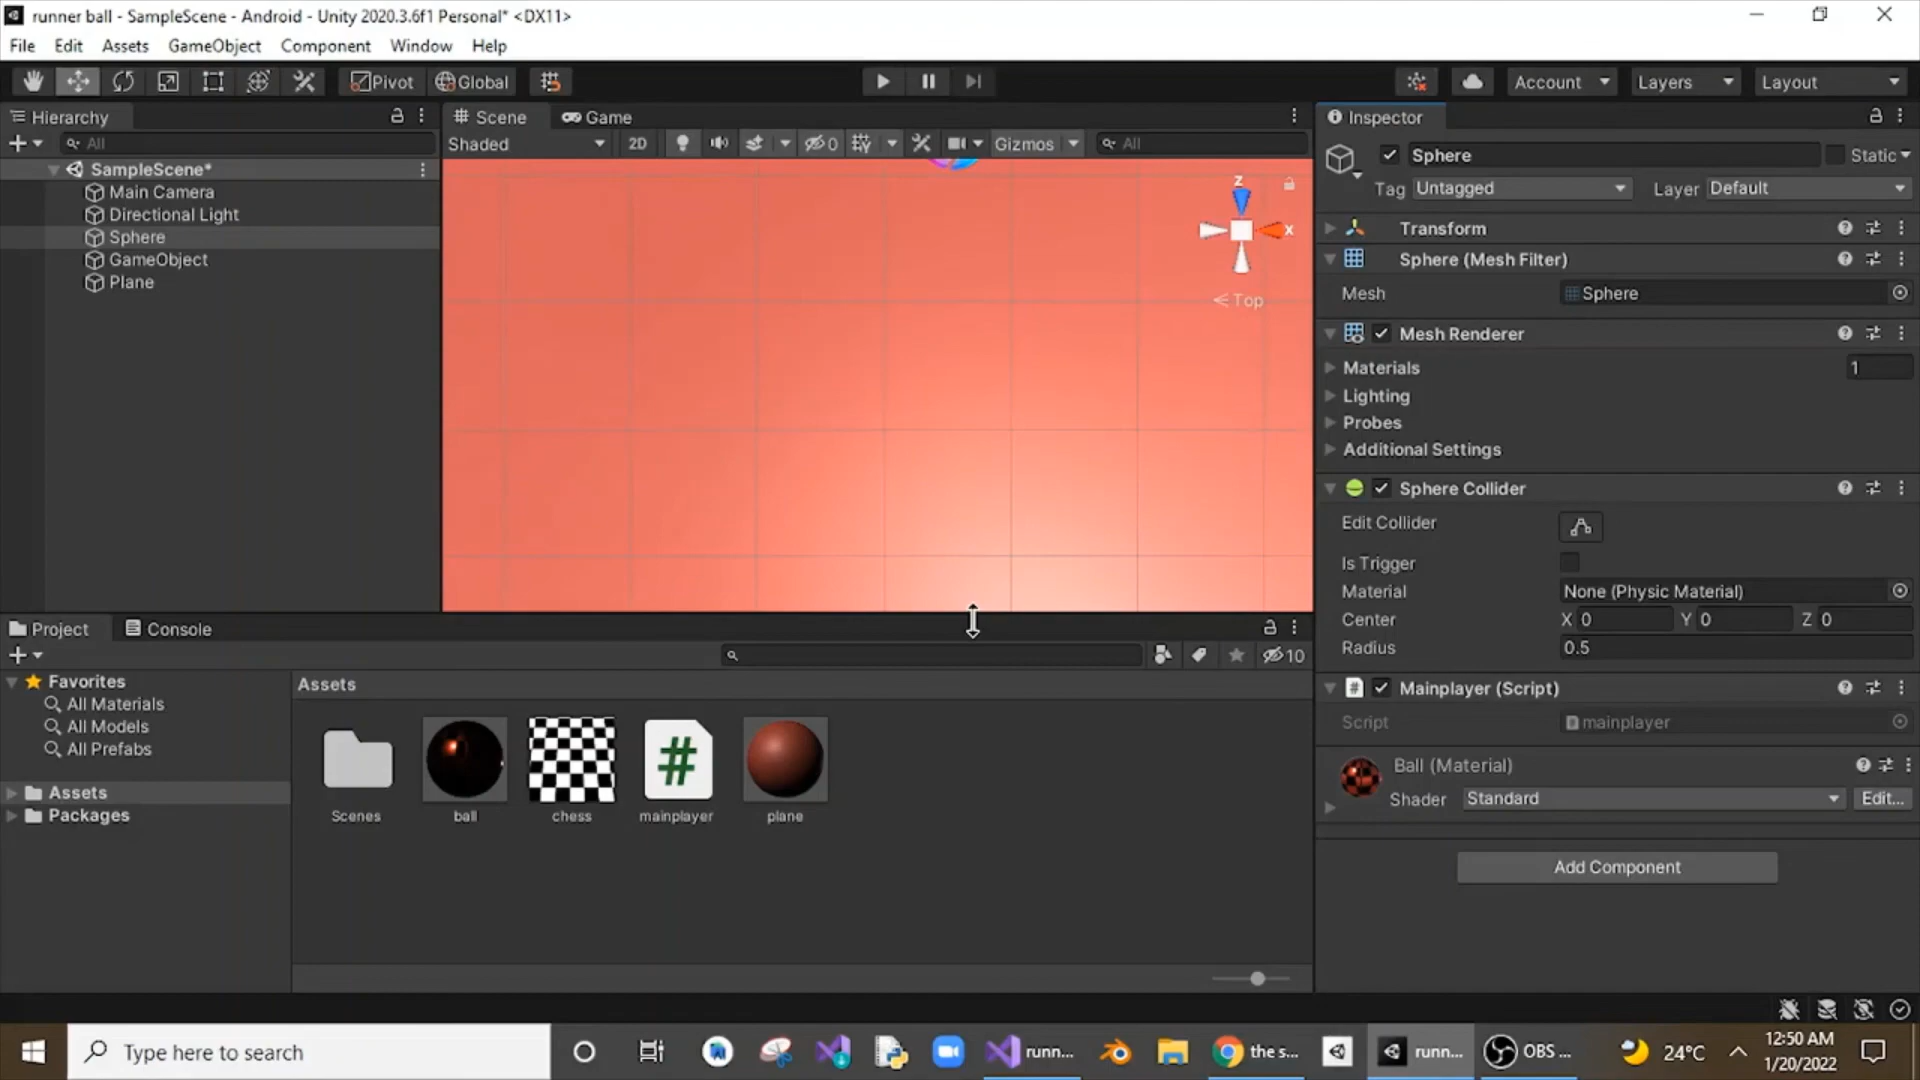 runner ball - SampleScene - Android - Unity 2020.3.6f1 Personal* <DX11>
File Edit Assets GameObject Component Window Help
Pivot Global Account Layers Layout
Hierarchy
All
SampleScene*
Main Camera
Directional Light
Sphere
GameObject
Plane
Scene Game
Shaded 2D 0 Gizmos All
z
x
< Top
Inspector
Sphere Static
Tag Untagged Layer Default
Transform
Sphere (Mesh Filter)
Mesh Sphere
Mesh Renderer
Materials 1
Lighting
Probes
Additional Settings
Sphere Collider
Edit Collider
Is Trigger
Material None (Physic Material)
Center X 0 Y 0 Z 0
Radius 0.5
Mainplayer (Script)
Script mainplayer
Ball (Material)
Shader Standard Edit...
Add Component
Project Console
10
Favorites
All Materials
All Models
All Prefabs
Assets
Packages
Assets
Scenes ball chess mainplayer plane
Type here to search
runn... the s... runn... OBS ... 24°C
12:50 AM
1/20/2022